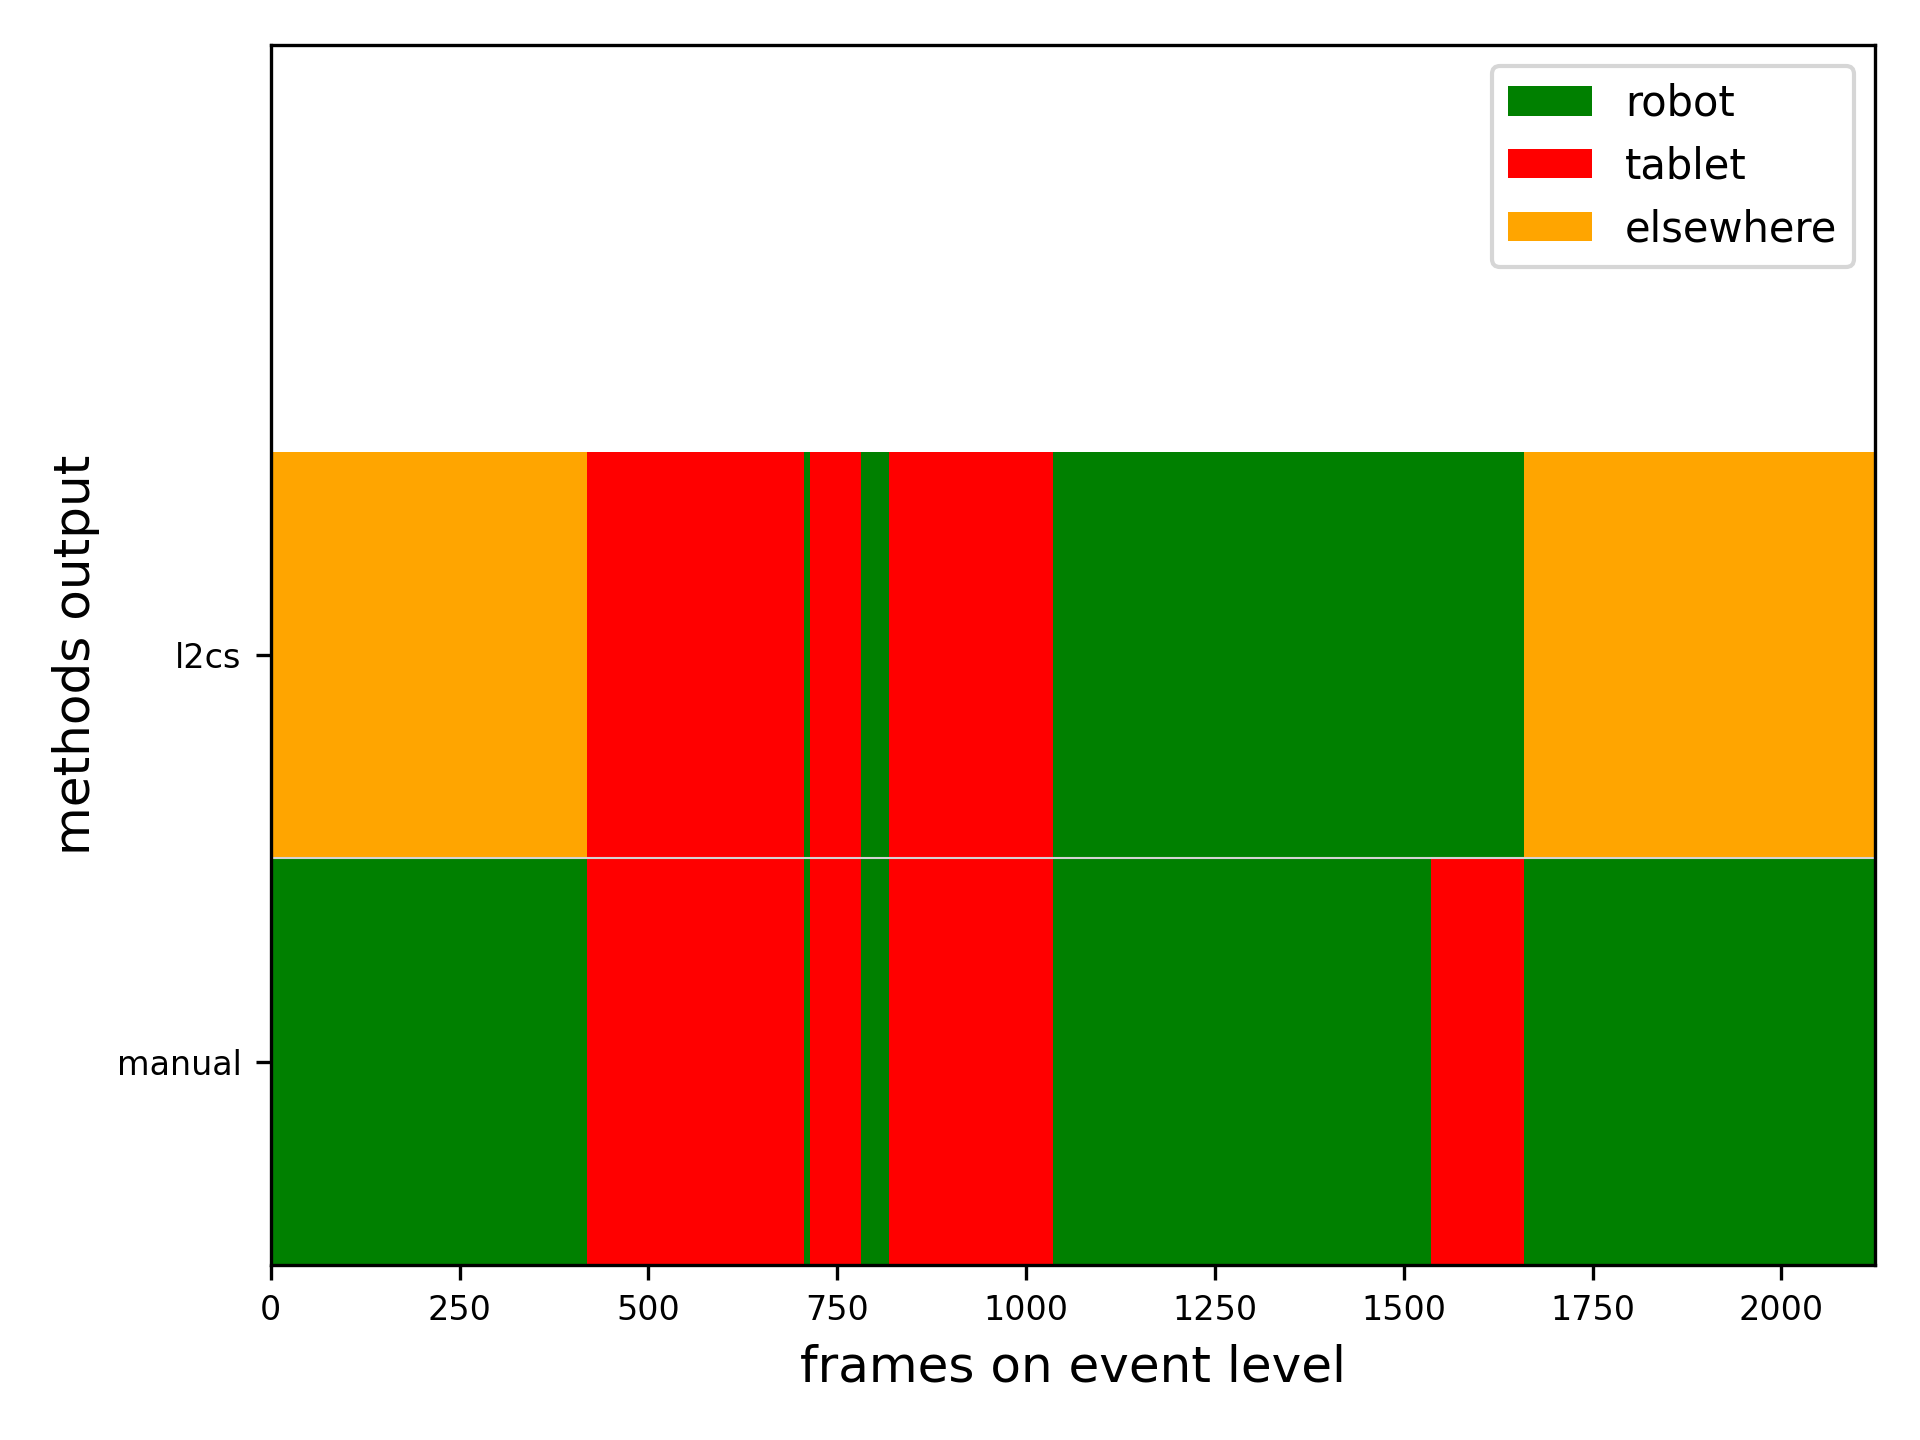 robot
tablet
elsewhere
methods output
l2cs
manual
0 250 500 750 1000 1250 1500 1750 2000
frames on event level